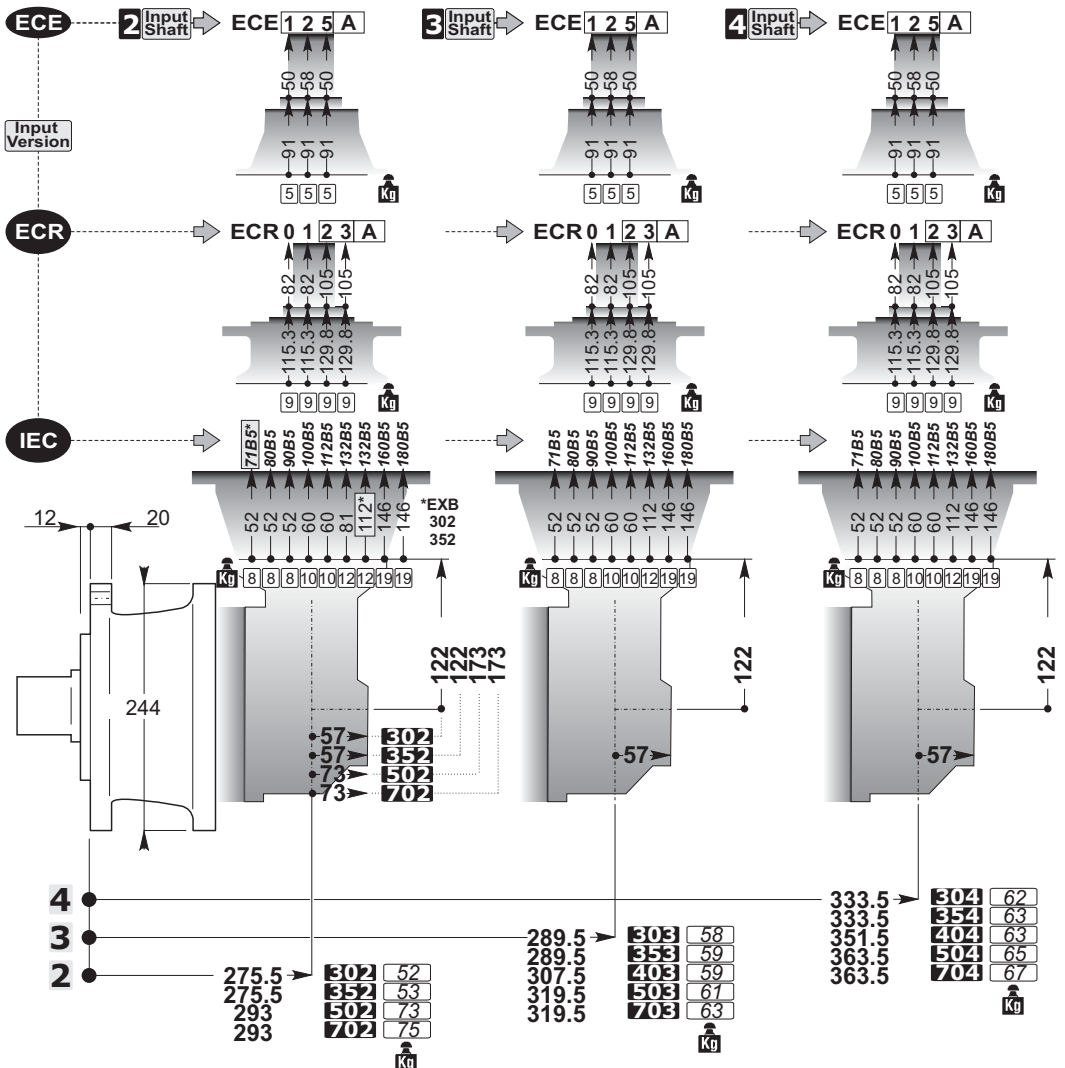 ECE 2 Input Shaft ECE 1 2 5 A 3 Input Shaft ECE 1 2 5 A 4 Input Shaft ECE 1 2 5 A
50 58 50 50 58 50 50 58 50
Input Version
91 91 91 91 91 91 91 91 91
5 5 5 Kg 5 5 5 Kg 5 5 5 Kg
ECR ECR 0 1 2 3 A ECR 0 1 2 3 A ECR 0 1 2 3 A
82 82 105 105 82 82 105 105 82 82 105 105
115.3 115.3 129.8 129.8 115.3 115.3 129.8 129.8 115.3 115.3 129.8 129.8
9 9 9 9 Kg 9 9 9 9 Kg 9 9 9 9 Kg
IEC 71B5* 80B5 90B5 100B5 112B5 132B5 132B5 160B5 180B5 71B5 80B5 90B5 100B5 112B5 132B5 160B5 180B5 71B5 80B5 90B5 100B5 112B5 132B5 160B5 180B5
52 52 52 60 60 81 112* 146 146 52 52 52 60 60 112 146 146 52 52 52 60 60 112 146 146
*EXB
302
352
12 20
Kg 8 8 8 10 10 12 12 19 19 Kg 8 8 8 10 10 12 19 19 Kg 8 8 8 10 10 12 19 19
122 122 173 173 122 122
244
57 302
57 352 57 57
73 502
73 702
4 333.5 304 62
333.5 354 63
351.5 404 63
363.5 504 65
363.5 704 67
Kg
3 289.5 303 58
289.5 353 59
307.5 403 59
319.5 503 61
319.5 703 63
Kg
2 275.5 302 52
275.5 352 53
293 502 73
293 702 75
Kg